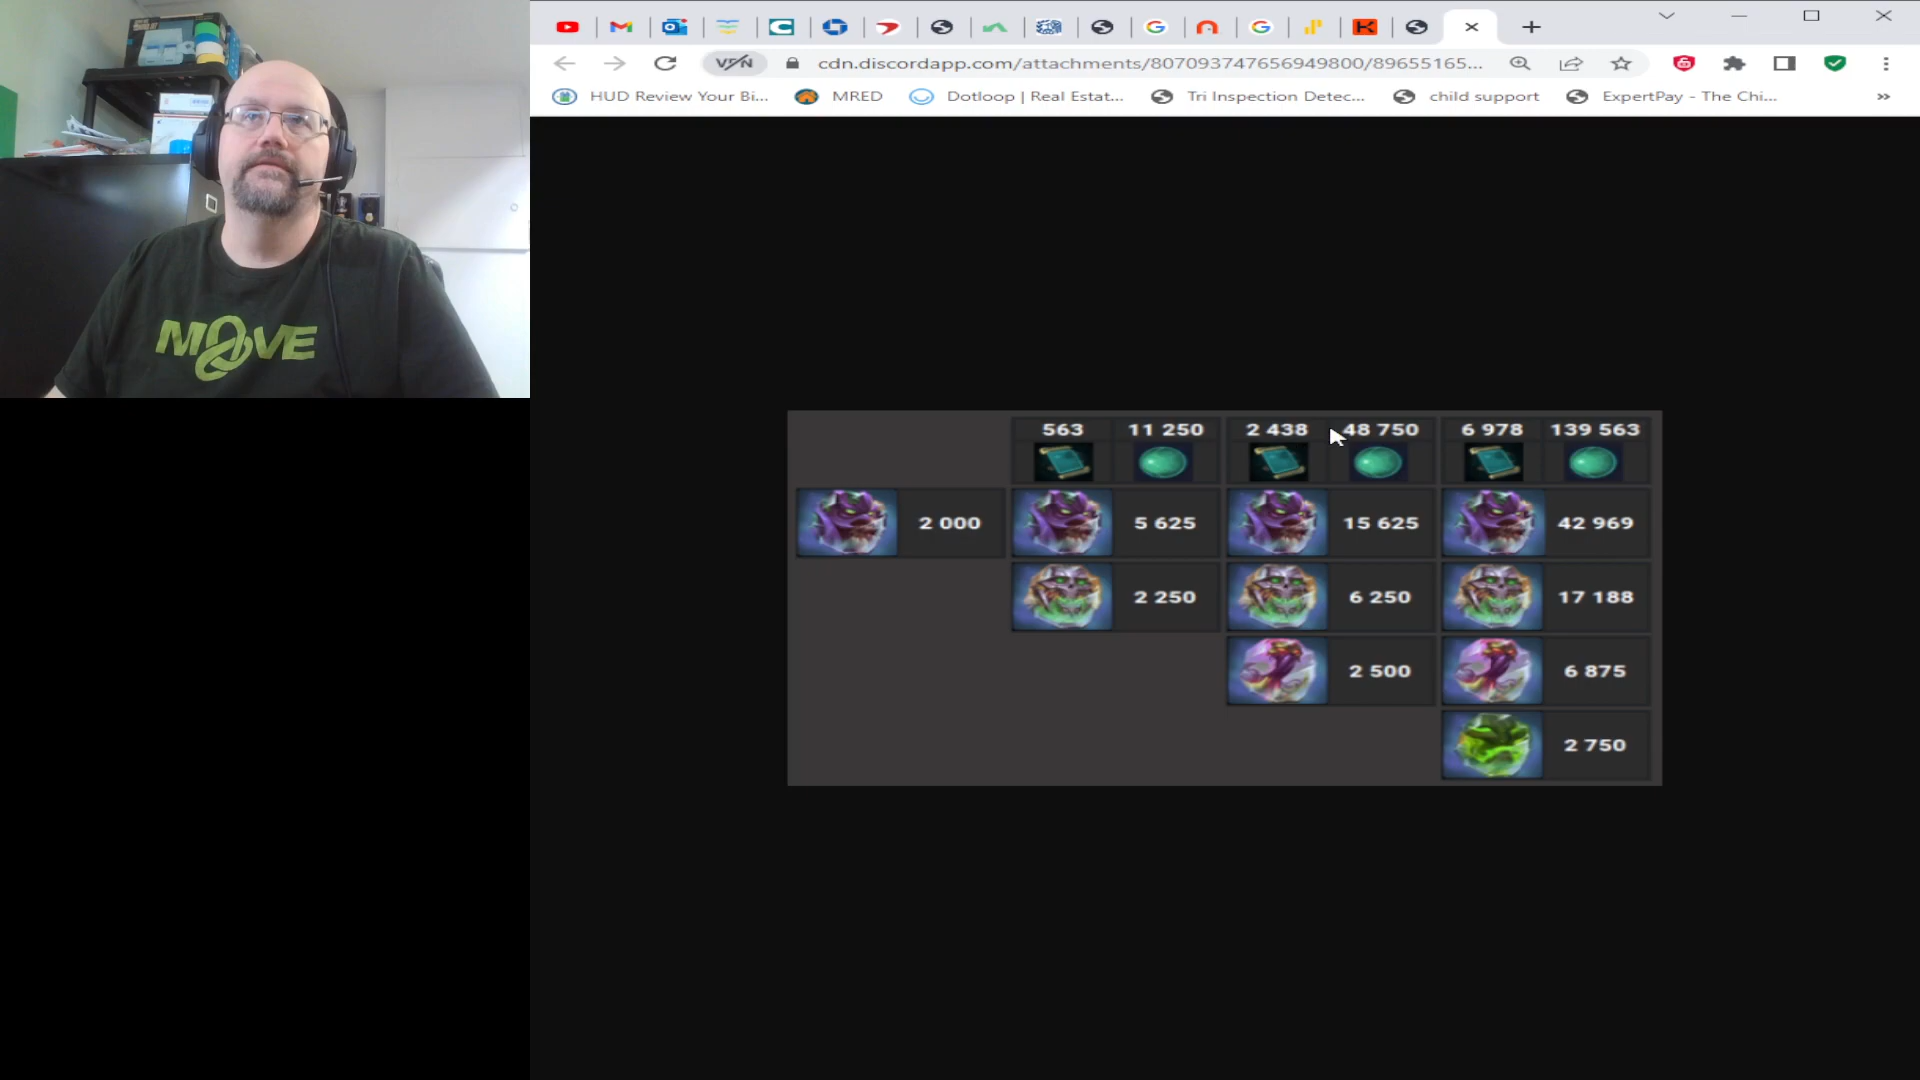 MOVE
VPN
cdn.discordapp.com/attachments/807093747656949800/89655165...
HUD Review Your Bi...
MRED
Dotloop | Real Estat...
Tri Inspection Detec...
child support
ExpertPay - The Chi...
563 11 250 2 438 48 750 6 978 139 563
2 000 5 625 15 625 42 969
2 250 6 250 17 188
2 500 6 875
2 750